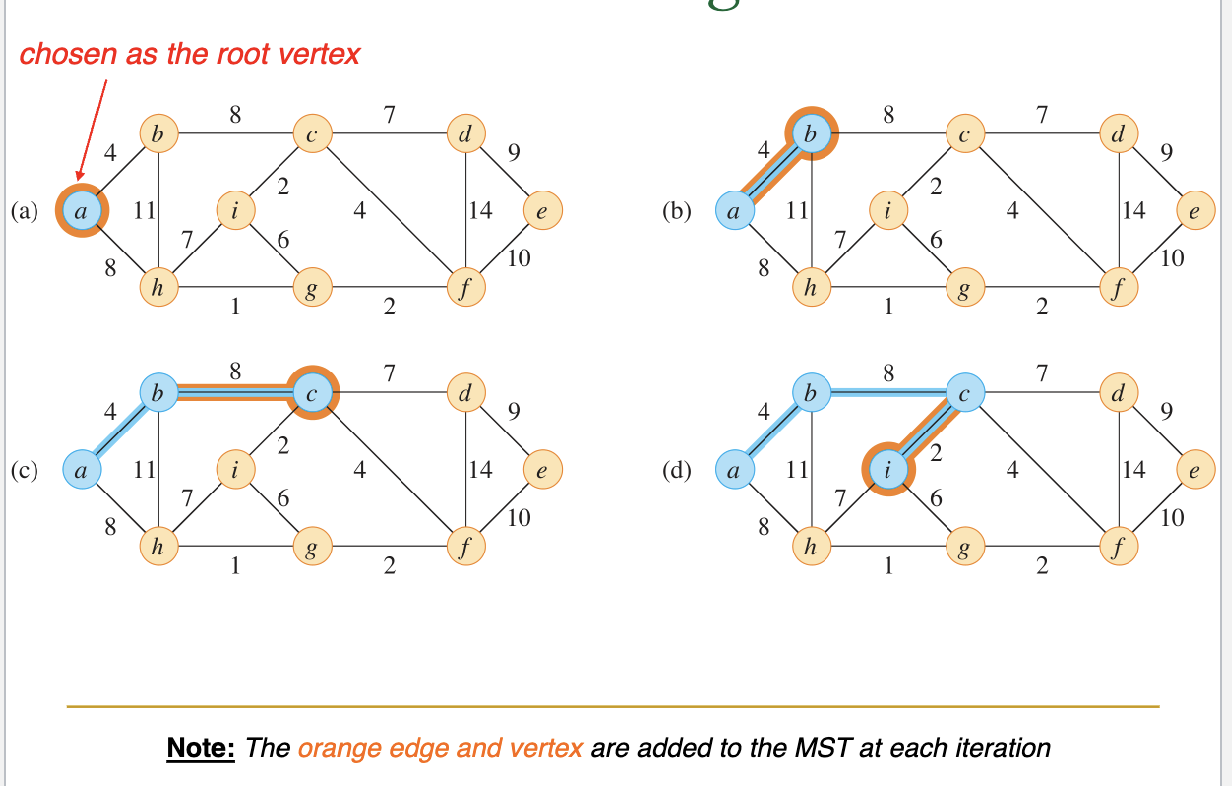 chosen as the root vertex
8 7 8 7
b c d b c d
4 9 4 9
2 2
(a) a 11 i 4 14 e (b) a 11 i 4 14 e
7 6 7 6
8 10 8 10
h g f h g f
1 2 1 2
8 7 8 7
b c d b c d
4 9 4 9
2 2
(c) a 11 i 4 14 e (d) a 11 i 4 14 e
7 6 7 6
8 10 8 10
h g f h g f
1 2 1 2
Note: The orange edge and vertex are added to the MST at each iteration